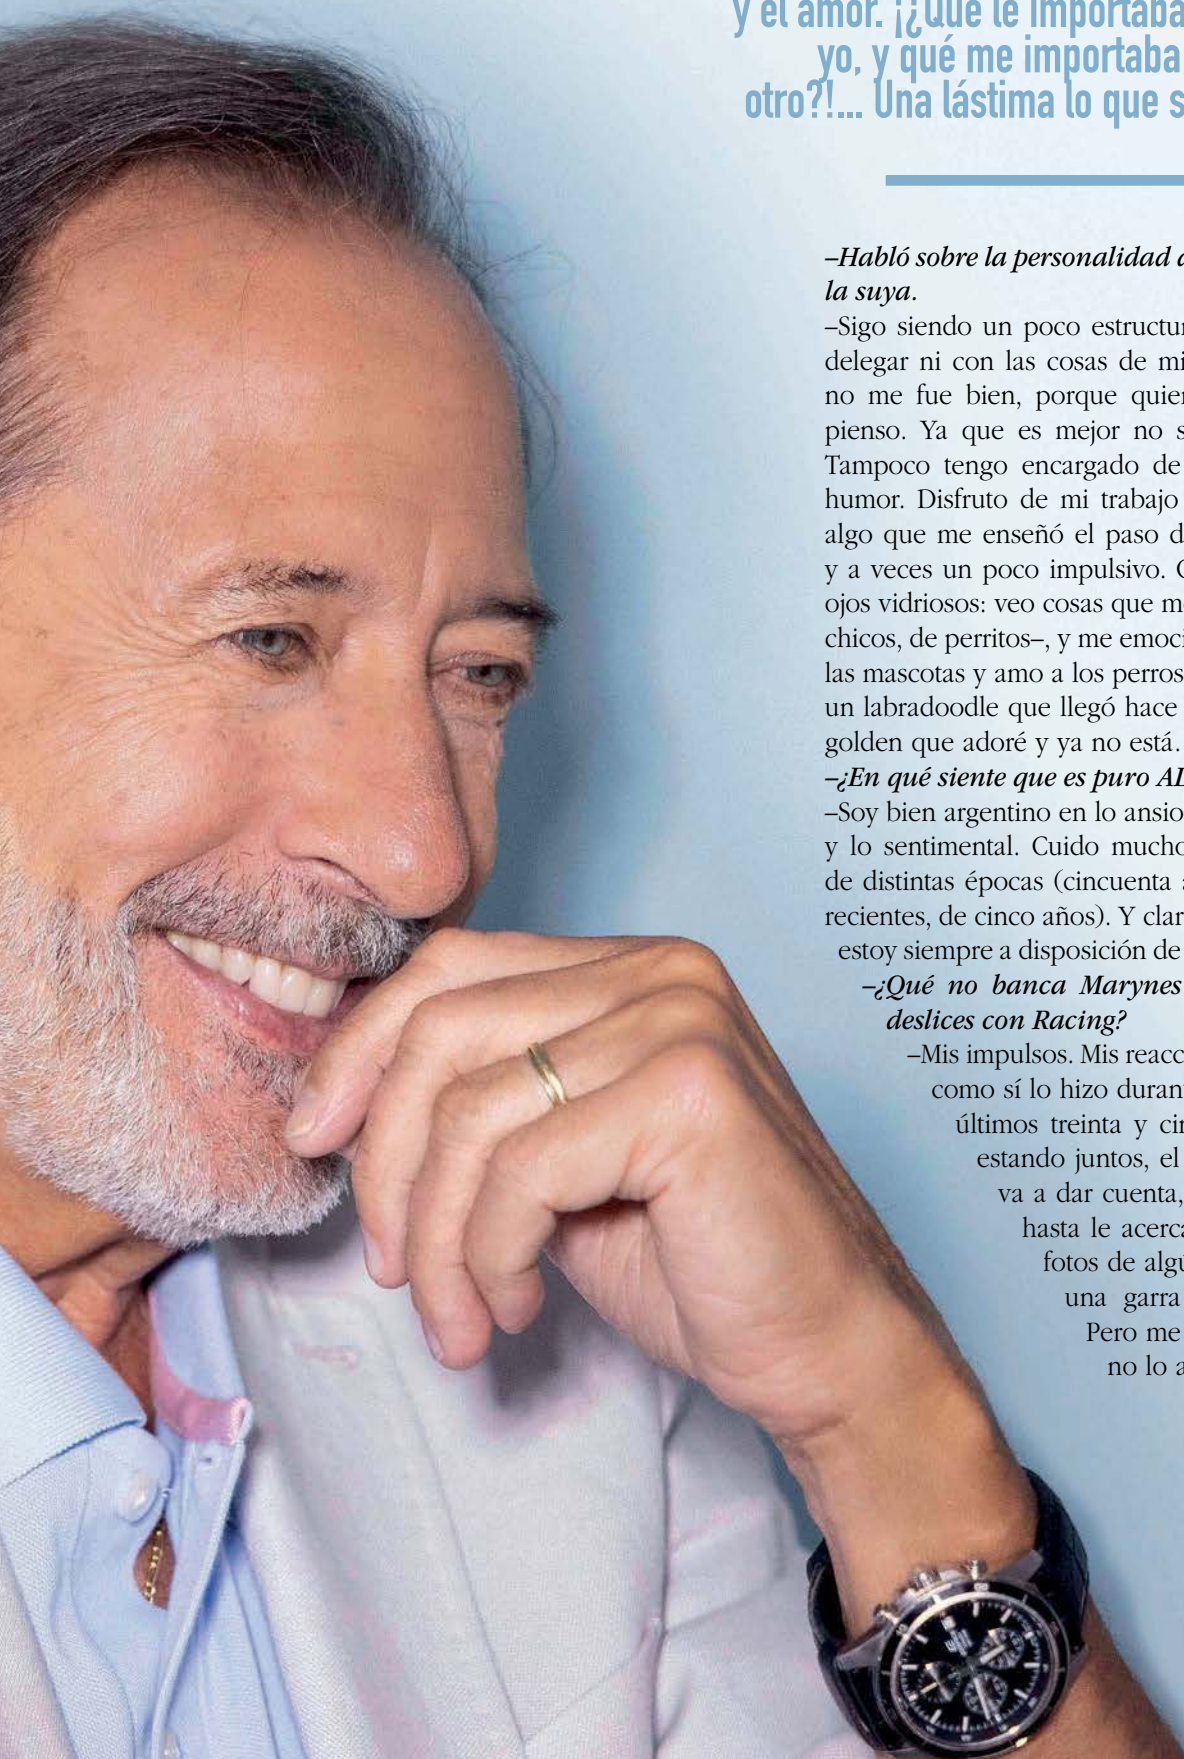 y el amor. ¡¿Qué le importaba
yo, y qué me importaba
otro?!... Una lástima lo que s
–Habló sobre la personalidad
la suya.
–Sigo siendo un poco estructu
delegar ni con las cosas de mi
no me fue bien, porque quie
pienso. Ya que es mejor no s
Tampoco tengo encargado de
humor. Disfruto de mi trabajo
algo que me enseñó el paso d
y a veces un poco impulsivo.
ojos vidriosos: veo cosas que m
chicos, de perritos–, y me emoci
las mascotas y amo a los perros
un labradoodle que llegó hace
golden que adoré y ya no está.
–¿En qué siente que es puro
–Soy bien argentino en lo ansio
y lo sentimental. Cuido mucho
de distintas épocas (cincuenta
recientes, de cinco años). Y clar
estoy siempre a disposición de
–¿Qué no banca Marynes
deslices con Racing?
–Mis impulsos. Mis reacc
como sí lo hizo duran
últimos treinta y ci
estando juntos, el
va a dar cuenta,
hasta le acerc
fotos de algú
una garra
Pero me
no lo a